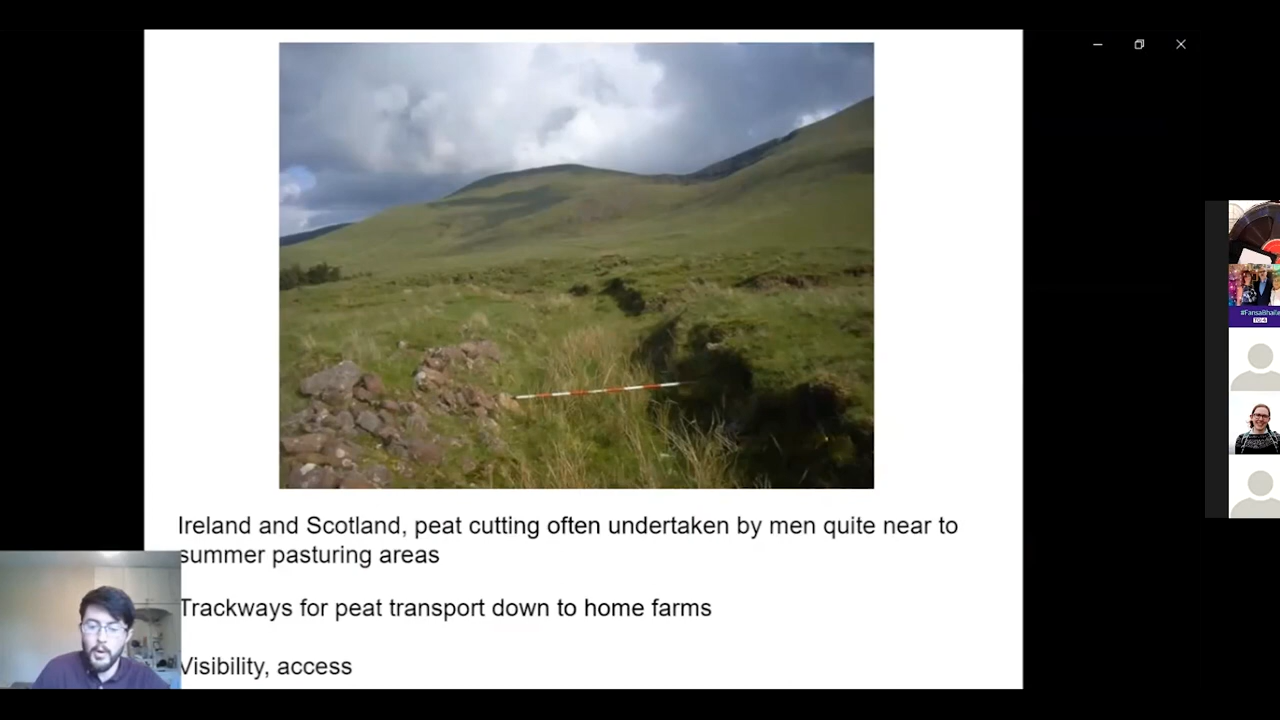 Ireland and Scotland, peat cutting often undertaken by men quite near to
summer pasturing areas
Trackways for peat transport down to home farms
Visibility, access